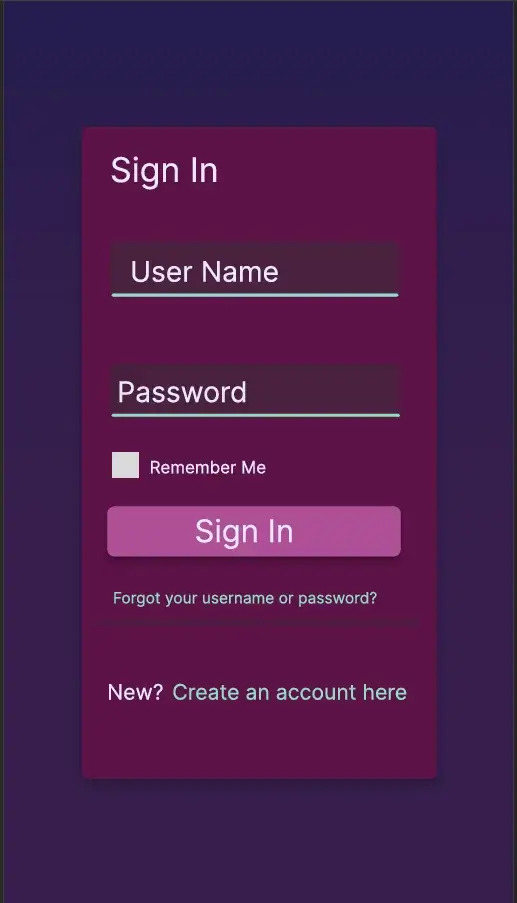 Sign In
User Name
Password
Remember Me
Sign In
Forgot your username or password?
New? Create an account here